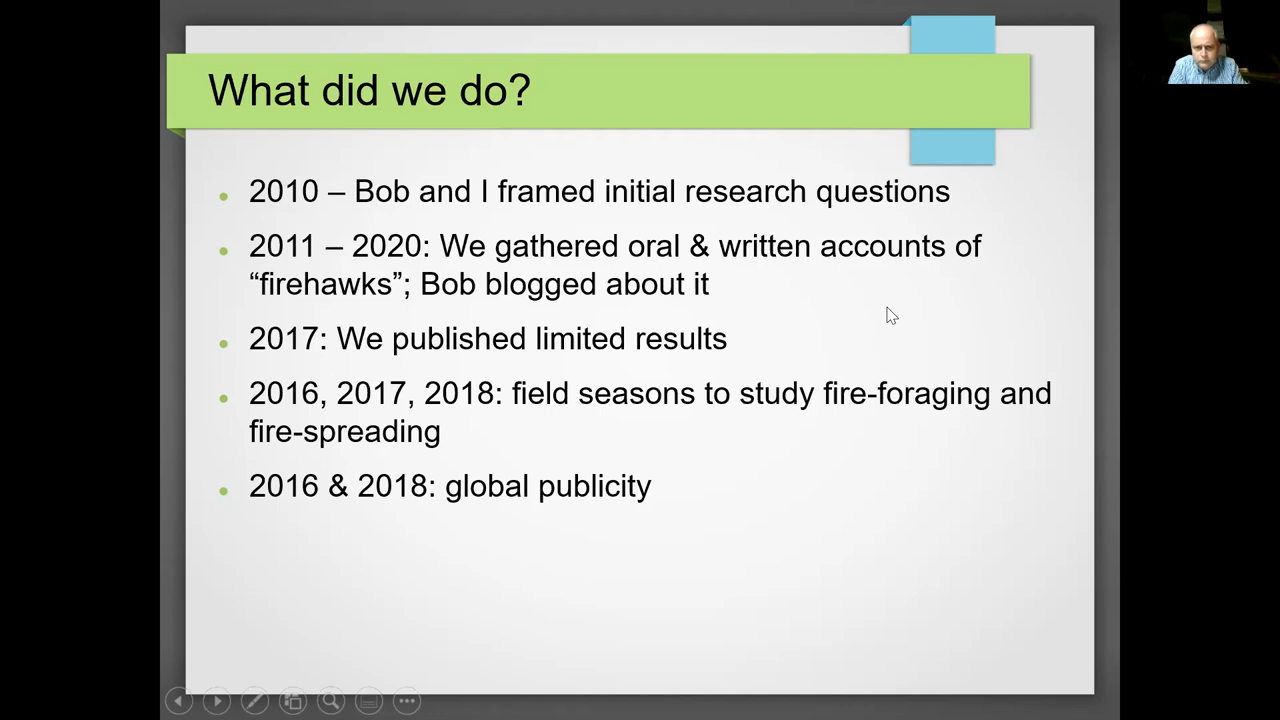 What did we do?
2010 – Bob and I framed initial research questions
2011 – 2020: We gathered oral & written accounts of
“firehawks”; Bob blogged about it
2017: We published limited results
2016, 2017, 2018: field seasons to study fire-foraging and
fire-spreading
2016 & 2018: global publicity